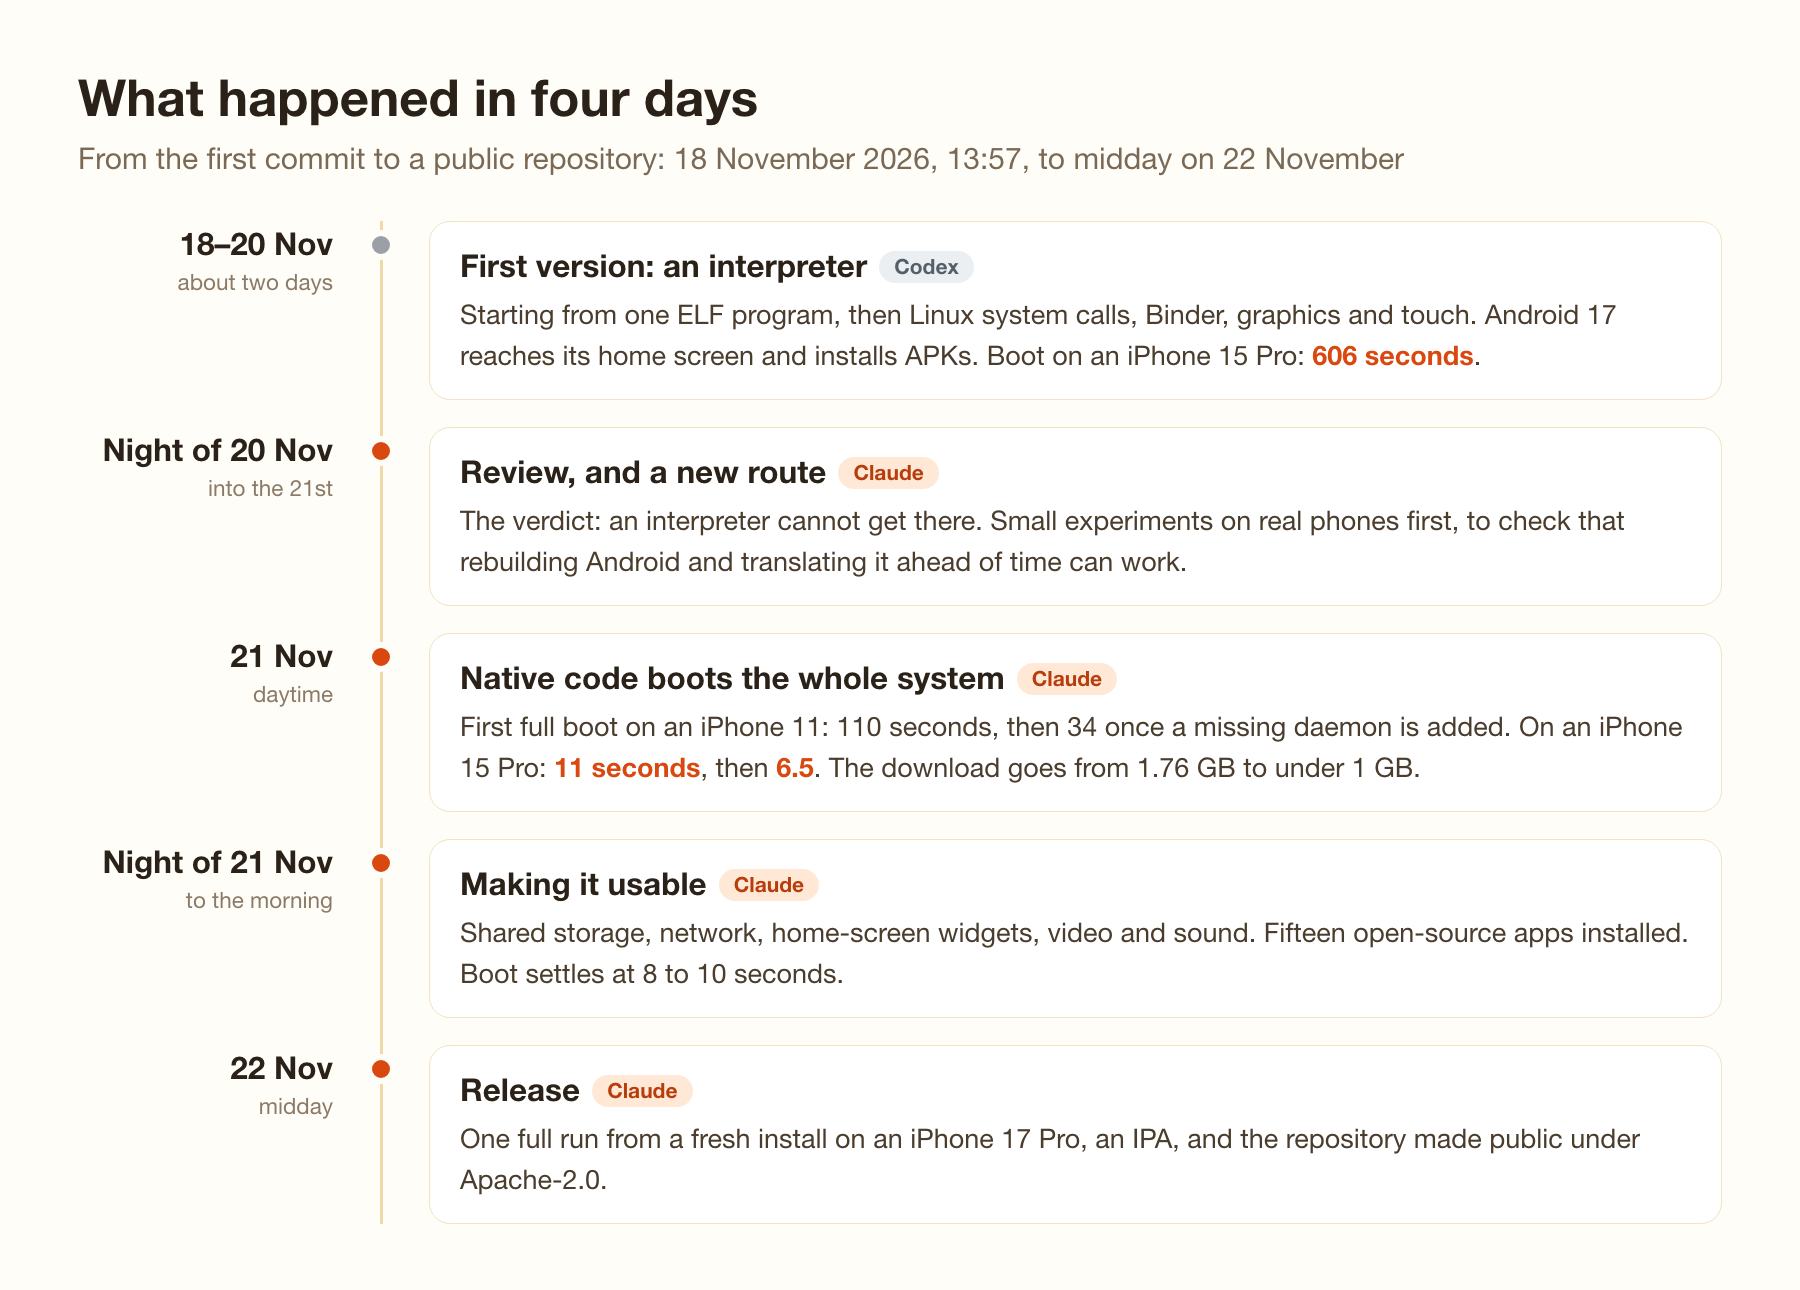 What happened in four days
From the first commit to a public repository: 18 November 2026, 13:57, to midday on 22 November
18–20 Nov
about two days
First version: an interpreter Codex
Starting from one ELF program, then Linux system calls, Binder, graphics and touch. Android 17
reaches its home screen and installs APKs. Boot on an iPhone 15 Pro: 606 seconds.
Night of 20 Nov
into the 21st
Review, and a new route Claude
The verdict: an interpreter cannot get there. Small experiments on real phones first, to check that
rebuilding Android and translating it ahead of time can work.
21 Nov
daytime
Native code boots the whole system Claude
First full boot on an iPhone 11: 110 seconds, then 34 once a missing daemon is added. On an iPhone
15 Pro: 11 seconds, then 6.5. The download goes from 1.76 GB to under 1 GB.
Night of 21 Nov
to the morning
Making it usable Claude
Shared storage, network, home-screen widgets, video and sound. Fifteen open-source apps installed.
Boot settles at 8 to 10 seconds.
22 Nov
midday
Release Claude
One full run from a fresh install on an iPhone 17 Pro, an IPA, and the repository made public under
Apache-2.0.